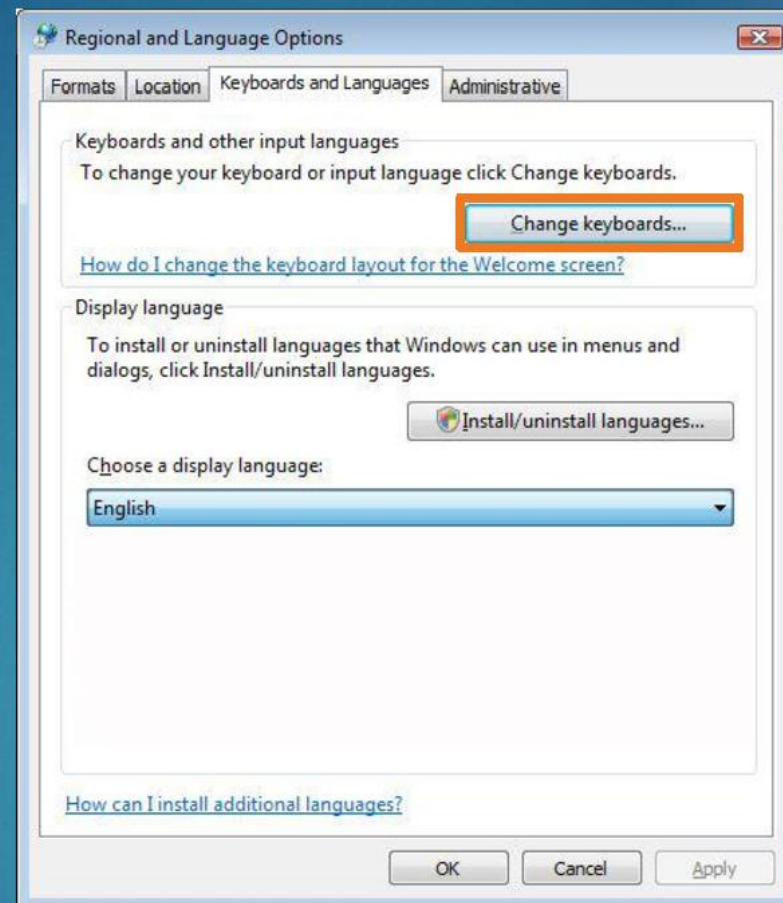 Regional and Language Options
Formats Location Keyboards and Languages Administrative
Keyboards and other input languages
To change your keyboard or input language click Change keyboards.
Change keyboards...
How do I change the keyboard layout for the Welcome screen?
Display language
To install or uninstall languages that Windows can use in menus and
dialogs, click Install/uninstall languages.
Install/uninstall languages...
Choose a display language:
English
How can I install additional languages?
OK Cancel Apply